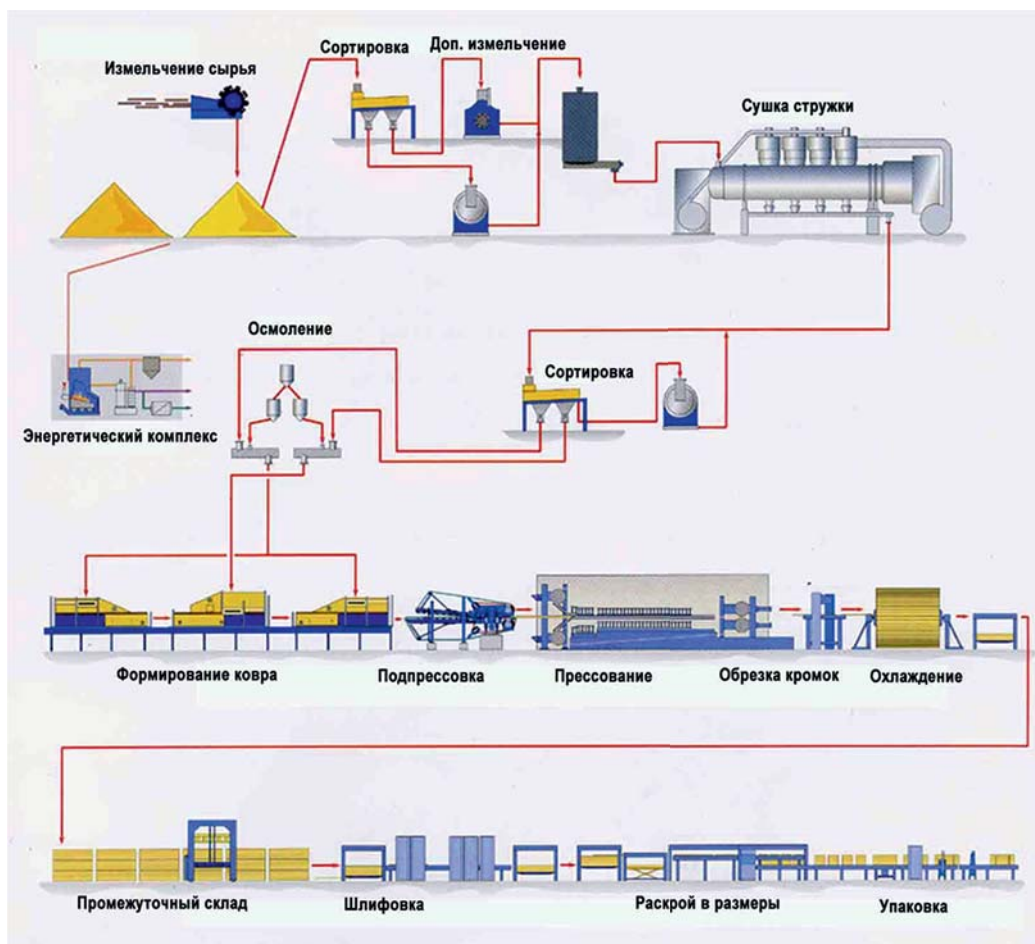 Сортировка
Доп. измельчение
Измельчение сырья
Сушка стружки
Осмоление
Сортировка
Энергетический комплекс
Формирование ковра
Подпрессовка
Прессование
Обрезка кромок
Охлаждение
Промежуточный склад
Шлифовка
Раскрой в размеры
Упаковка